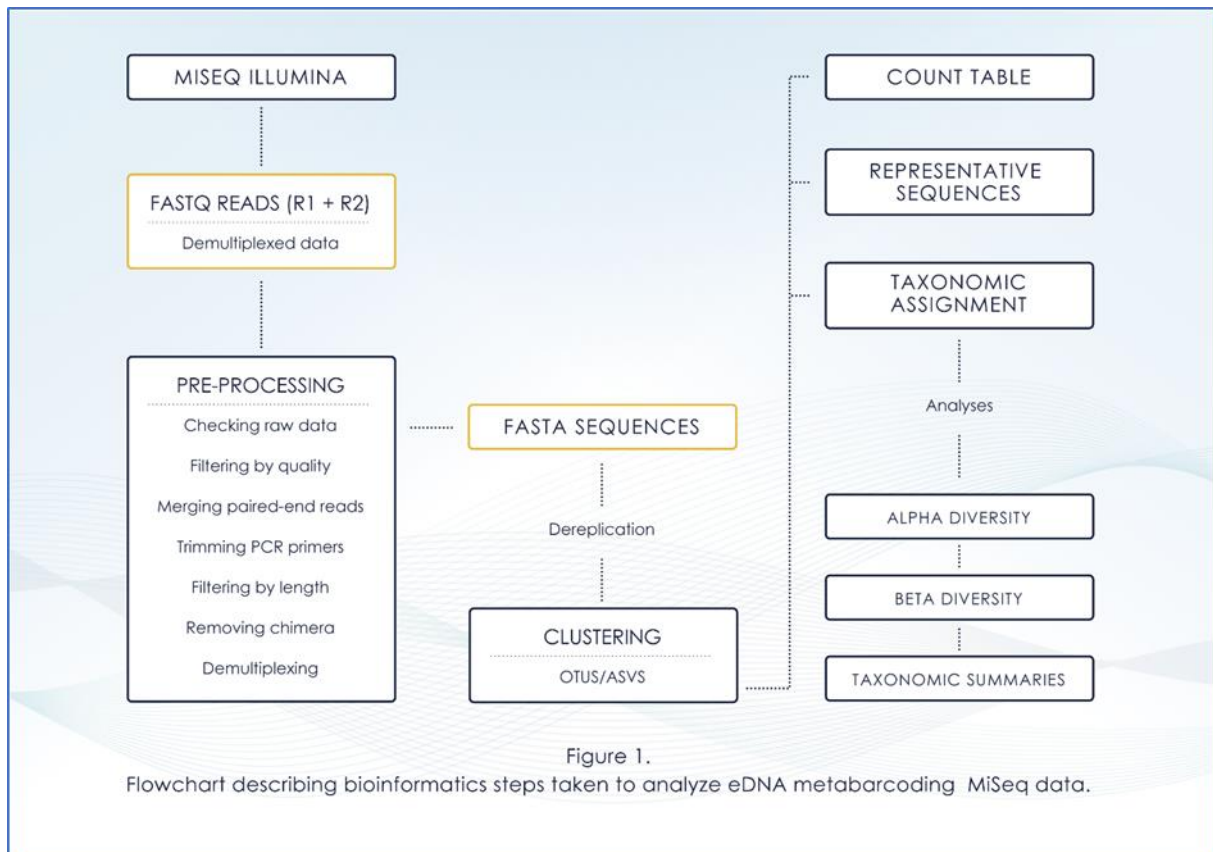 MISEQ ILLUMINA
FASTQ READS (R1 + R2)
Demultiplexed data
PRE-PROCESSING
Checking raw data
Filtering by quality
Merging paired-end reads
Trimming PCR primers
Filtering by length
Removing chimera
Demultiplexing
FASTA SEQUENCES
Dereplication
CLUSTERING
OTUS/ASVS
COUNT TABLE
REPRESENTATIVE
SEQUENCES
TAXONOMIC
ASSIGNMENT
Analyses
ALPHA DIVERSITY
BETA DIVERSITY
TAXONOMIC SUMMARIES
Figure 1.
Flowchart describing bioinformatics steps taken to analyze eDNA metabarcoding MiSeq data.